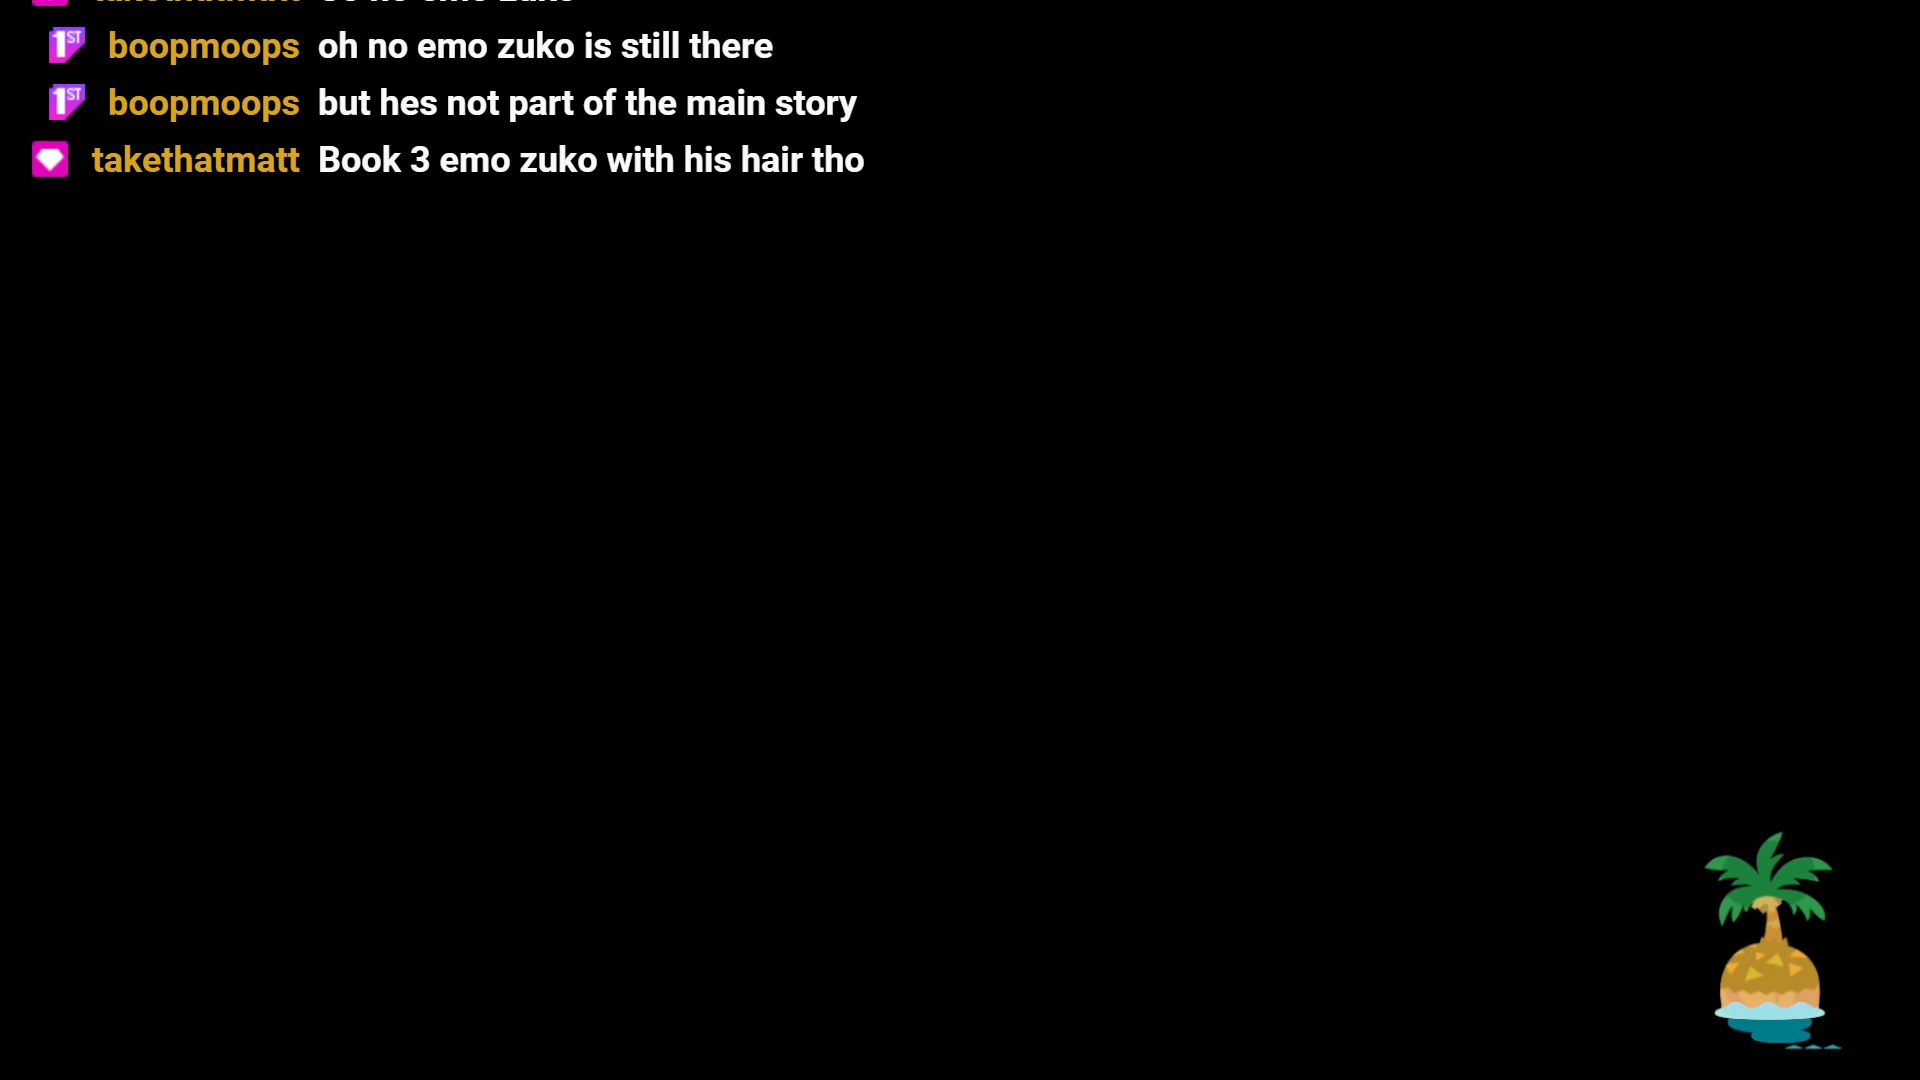 boopmoops oh no emo zuko is still there
boopmoops but hes not part of the main story
takethatmatt Book 3 emo zuko with his hair tho